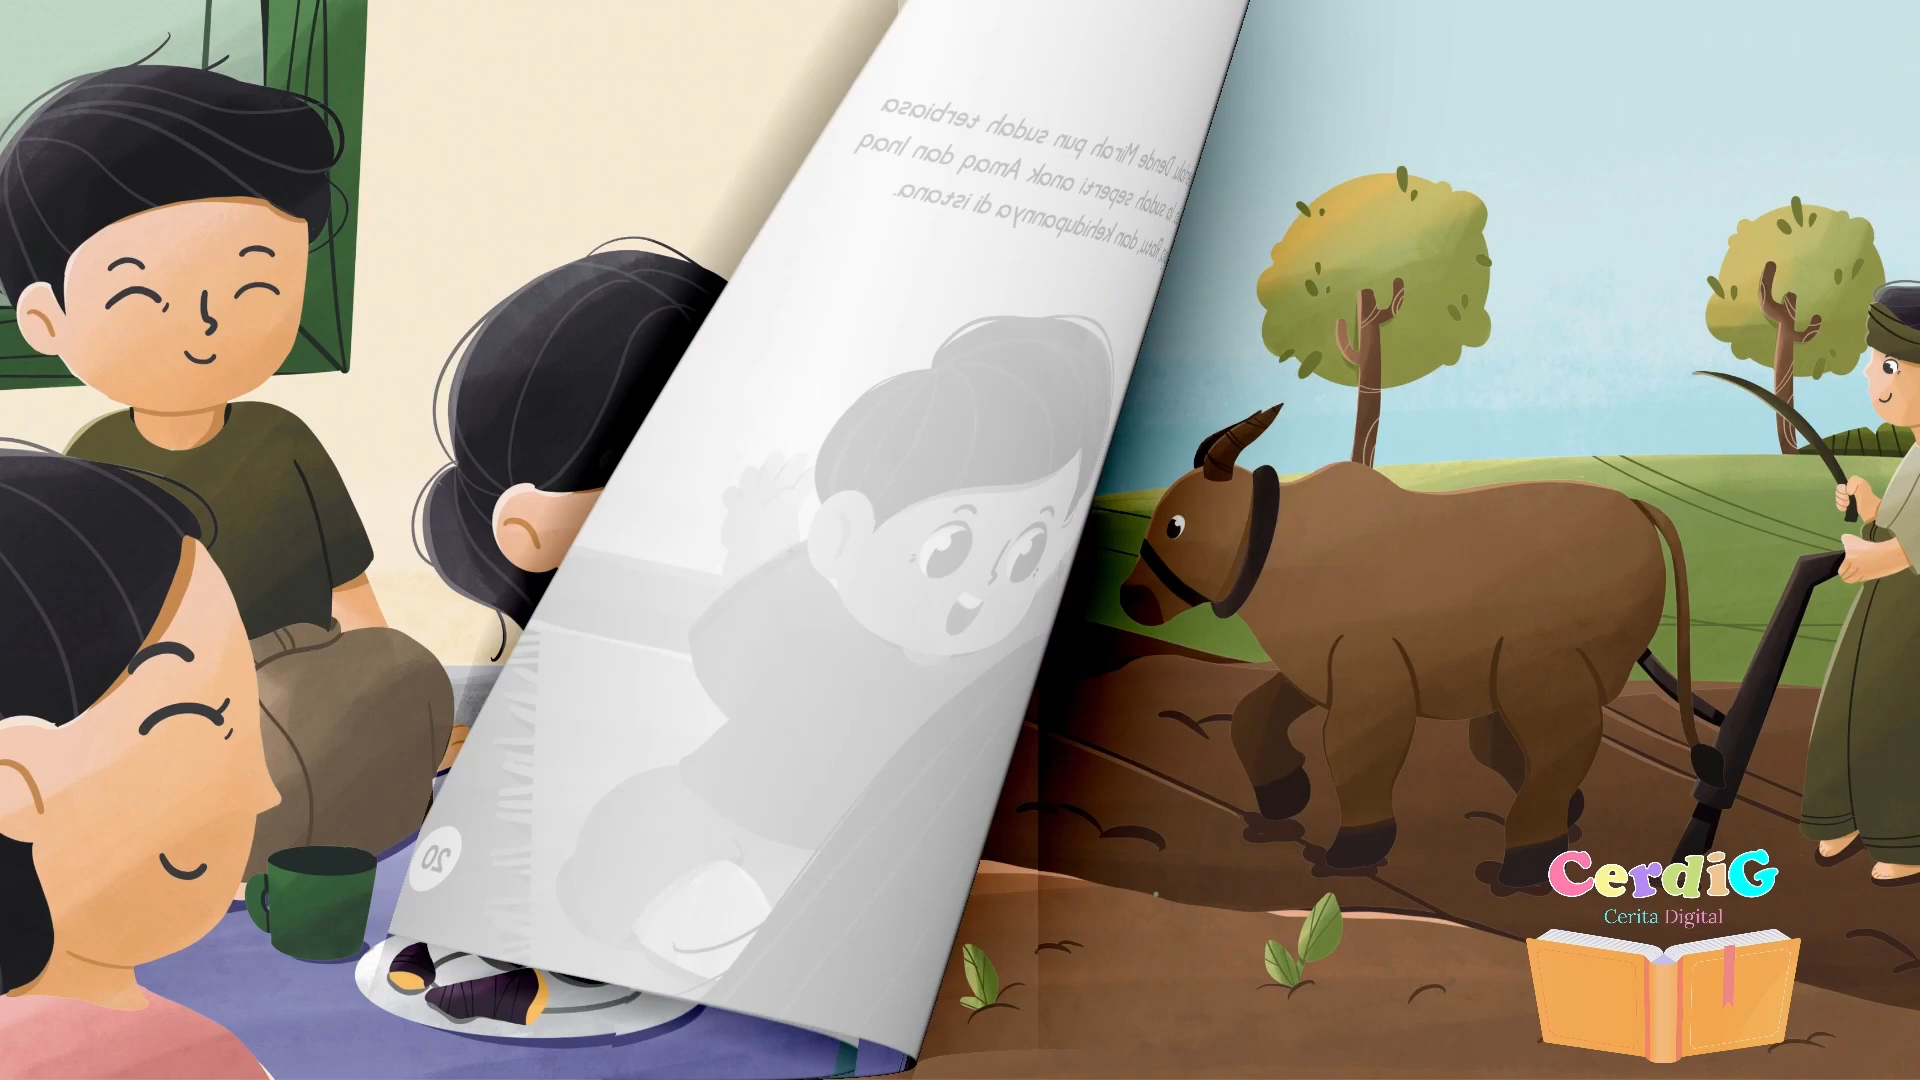 Dende Mirah pun sudah terbiasa
ia sudah seperti anak Amaq dan Inaq
Ratu, dan kehidupannya di istana.
20
CerdiG
Cerita Digital